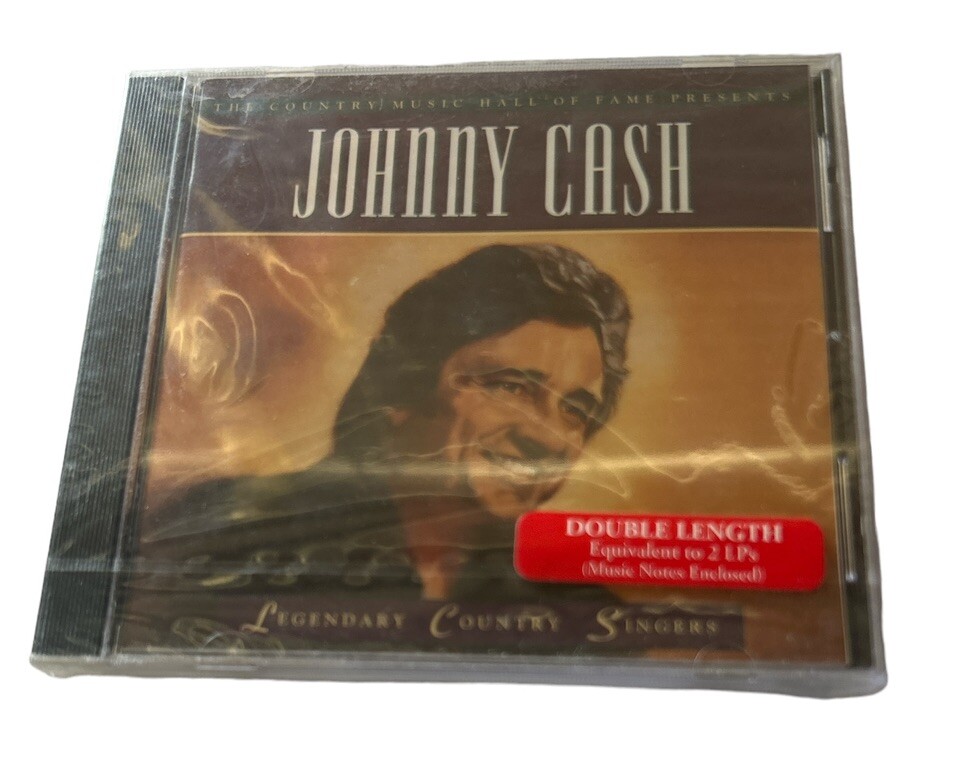 THE COUNTRY MUSIC HALL OF FAME PRESENTS
JOHNNY CASH
DOUBLE LENGTH
Equivalent to 2 LPs
(Music Notes Enclosed)
LEGENDARY COUNTRY SINGERS